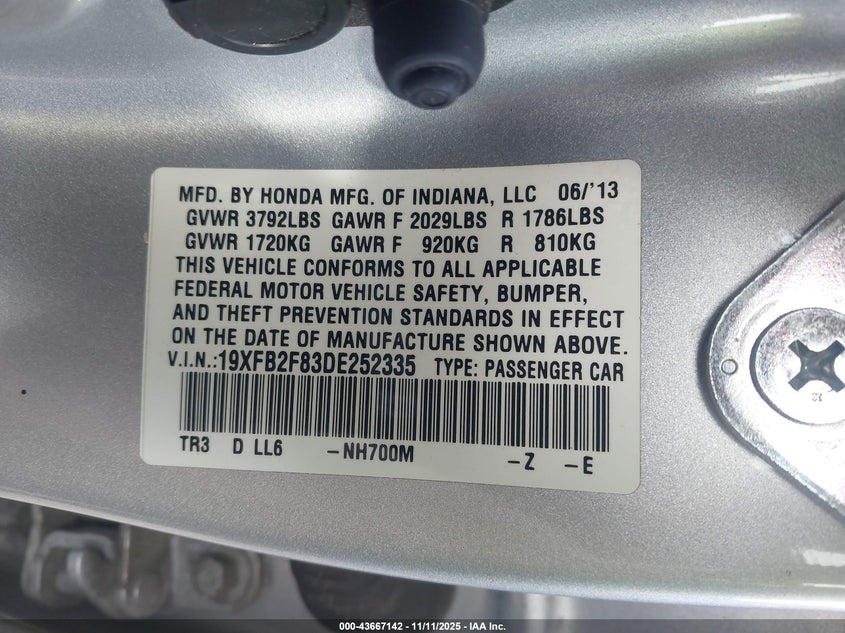 MFD. BY HONDA MFG. OF INDIANA, LLC 06/'13
GVWR 3792LBS GAWR F 2029LBS R 1786LBS
GVWR 1720KG GAWR F 920KG R 810KG
THIS VEHICLE CONFORMS TO ALL APPLICABLE
FEDERAL MOTOR VEHICLE SAFETY, BUMPER,
AND THEFT PREVENTION STANDARDS IN EFFECT
ON THE DATE OF MANUFACTURE SHOWN ABOVE.
V.I.N.:19XFB2F83DE252335 TYPE: PASSENGER CAR
TR3 D LL6 -NH700M -Z -E
000-43667142 - 11/11/2025 - IAA Inc.